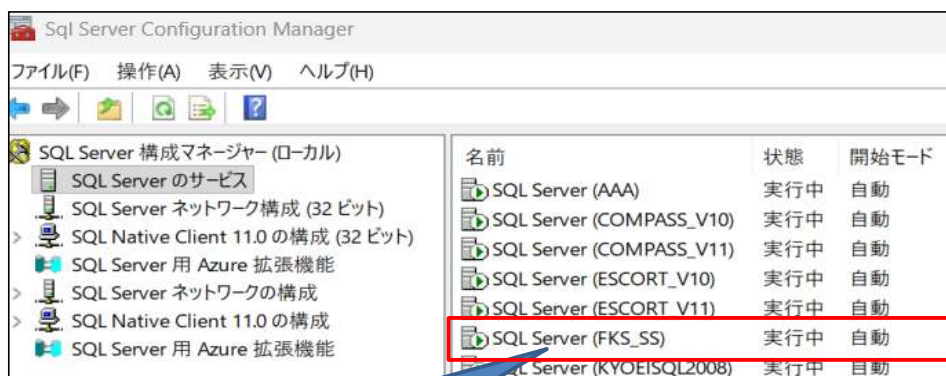 Sql Server Configuration Manager
ファイル(F) 操作(A) 表示(V) ヘルプ(H)
SQL Server 構成マネージャー (ローカル)
SQL Server のサービス
SQL Server ネットワーク構成 (32 ビット)
SQL Native Client 11.0 の構成 (32 ビット)
SQL Server 用 Azure 拡張機能
SQL Server ネットワークの構成
SQL Native Client 11.0 の構成
SQL Server 用 Azure 拡張機能
名前 状態 開始モード
SQL Server (AAA) 実行中 自動
SQL Server (COMPASS_V10) 実行中 自動
SQL Server (COMPASS_V11) 実行中 自動
SQL Server (ESCORT_V10) 実行中 自動
SQL Server (ESCORT_V11) 実行中 自動
SQL Server (FKS_SS) 実行中 自動
SQL Server (KYOEISQL2008) 実行中 自動